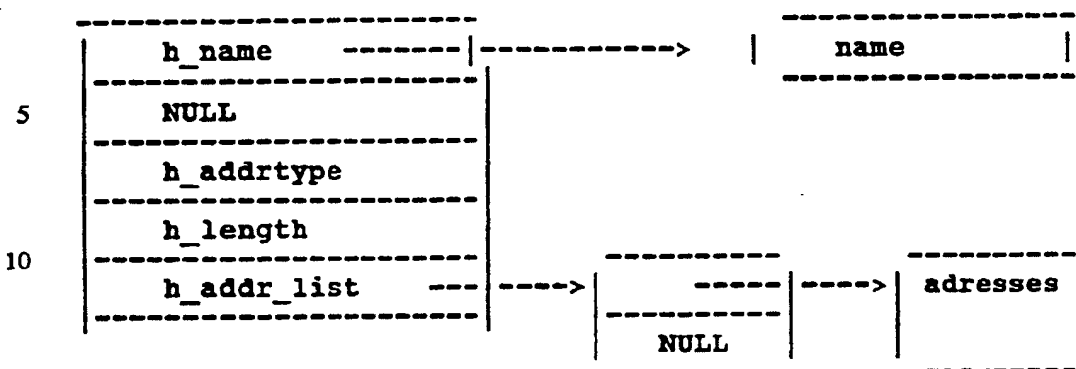 h_name name
5 NULL
h_addrtype
h_length
10
h_addr_list adresses
NULL